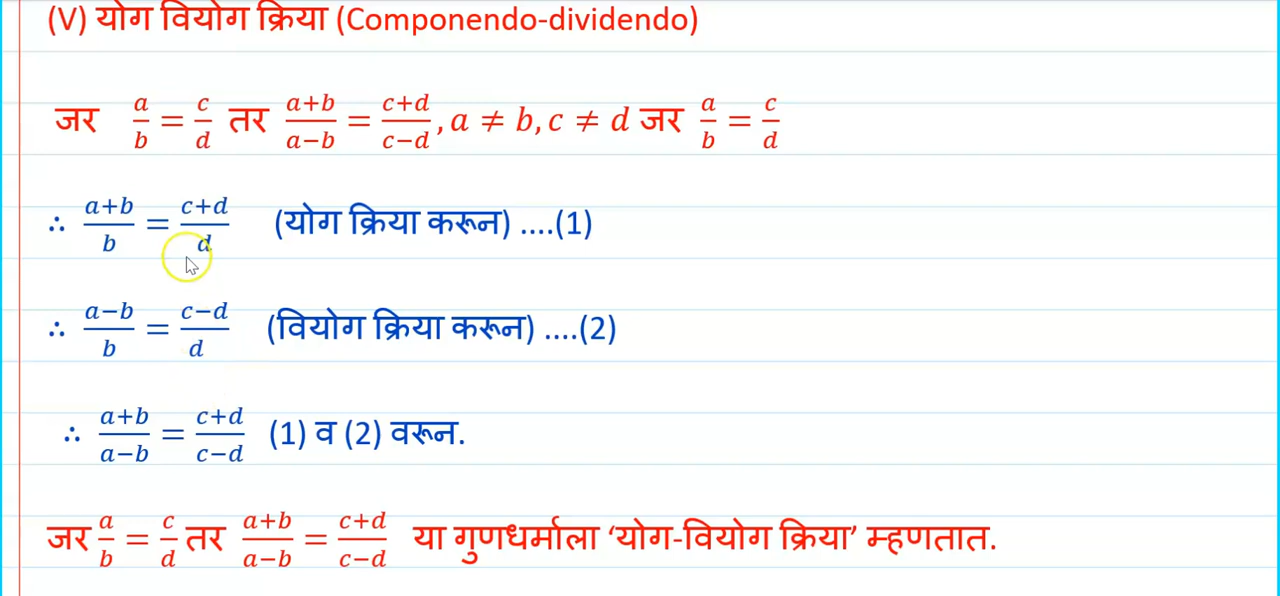 (V) योग वियोग क्रिया (Componendo-dividendo)
जर a/b = c/d तर a+b/a−b = c+d/c−d , a ≠ b, c ≠ d जर a/b = c/d
∴ a+b/b = c+d/d (योग क्रिया करून) ....(1)
∴ a−b/b = c−d/d (वियोग क्रिया करून) ....(2)
∴ a+b/a−b = c+d/c−d (1) व (2) वरून.
जर a/b = c/d तर a+b/a−b = c+d/c−d या गुणधर्माला ‘योग-वियोग क्रिया’ म्हणतात.